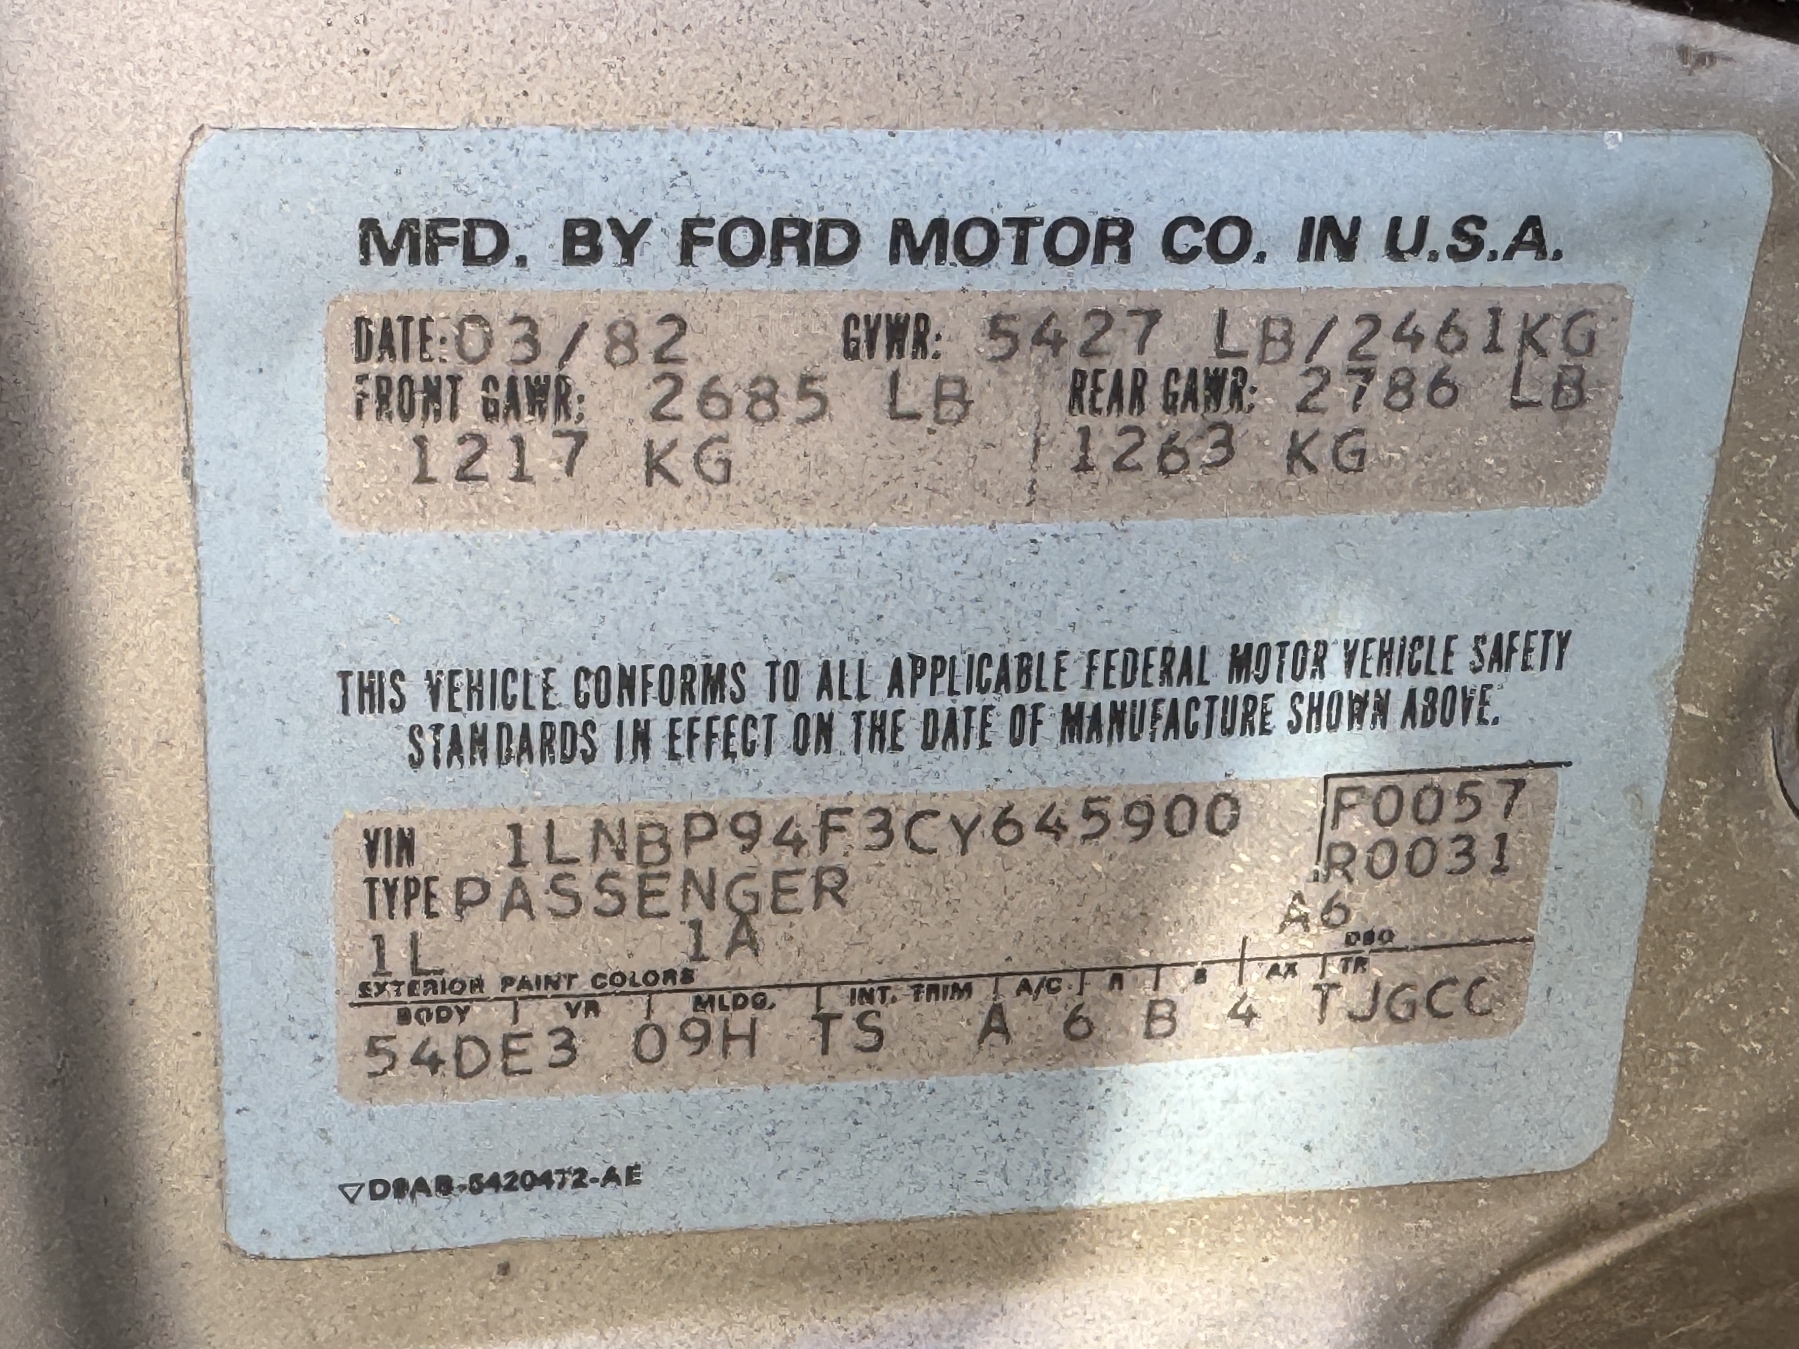 MFD. BY FORD MOTOR CO. IN U.S.A.
DATE: 03/82 GVWR: 5427 LB/2461KG
FRONT GAWR: 2685 LB REAR GAWR: 2786 LB
1217 KG 1263 KG
THIS VEHICLE CONFORMS TO ALL APPLICABLE FEDERAL MOTOR VEHICLE SAFETY
STANDARDS IN EFFECT ON THE DATE OF MANUFACTURE SHOWN ABOVE.
VIN 1LNBP94F3CY645900 F0057
TYPE PASSENGER R0031
1L 1A A6
EXTERIOR PAINT COLORS DSO
BODY VR MLDG. INT. TRIM A/C R S AX TR
54DE3 09H TS A 6 B 4 TJGCC